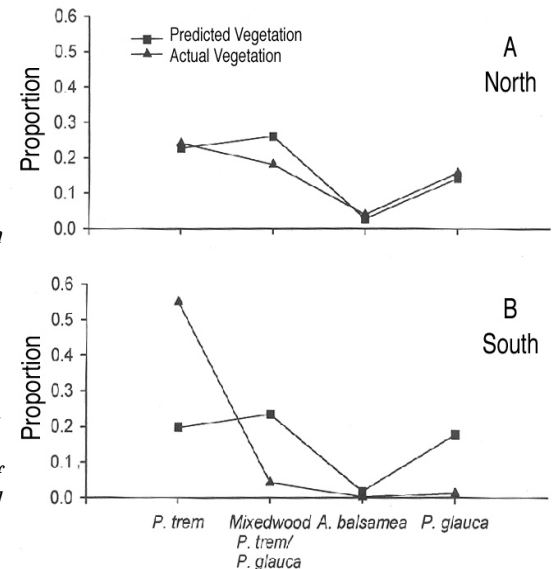 0.6
Predicted Vegetation
Actual Vegetation
A
North
0.5
0.4
0.3
0.2
0.1
0.0
Proportion
0.6
B
South
0.5
0.4
0.3
0.2
0.1
0.0
Proportion
P. trem
Mixedwood
P. trem/
P. glauca
A. balsamea
P. glauca